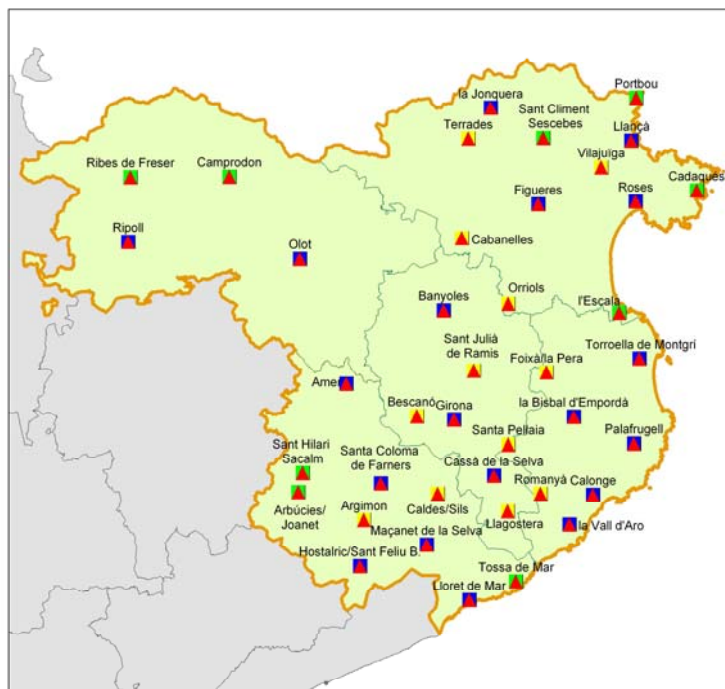 Portbou
la Jonquera
Sant Climent
Sescebes
Terrades
Llançà
Vilajuïga
Ribes de Freser
Camprodon
Cadaqués
Figueres
Roses
Ripoll
Olot
Cabanelles
Orriols
Banyoles
l'Escala
Sant Julià
de Ramis
Foixà/la Pera
Torroella de Montgrí
Amer
Bescanó
Girona
la Bisbal d'Empordà
Santa Pellaia
Palafrugell
Sant Hilari
Sacalm
Santa Coloma
de Farners
Cassà de la Selva
Romanyà
Calonge
Arbúcies/
Joanet
Argimon
Caldes/Sils
Llagostera
Maçanet de la Selva
la Vall d'Aro
Hostalric/Sant Feliu B.
Tossa de Mar
Lloret de Mar